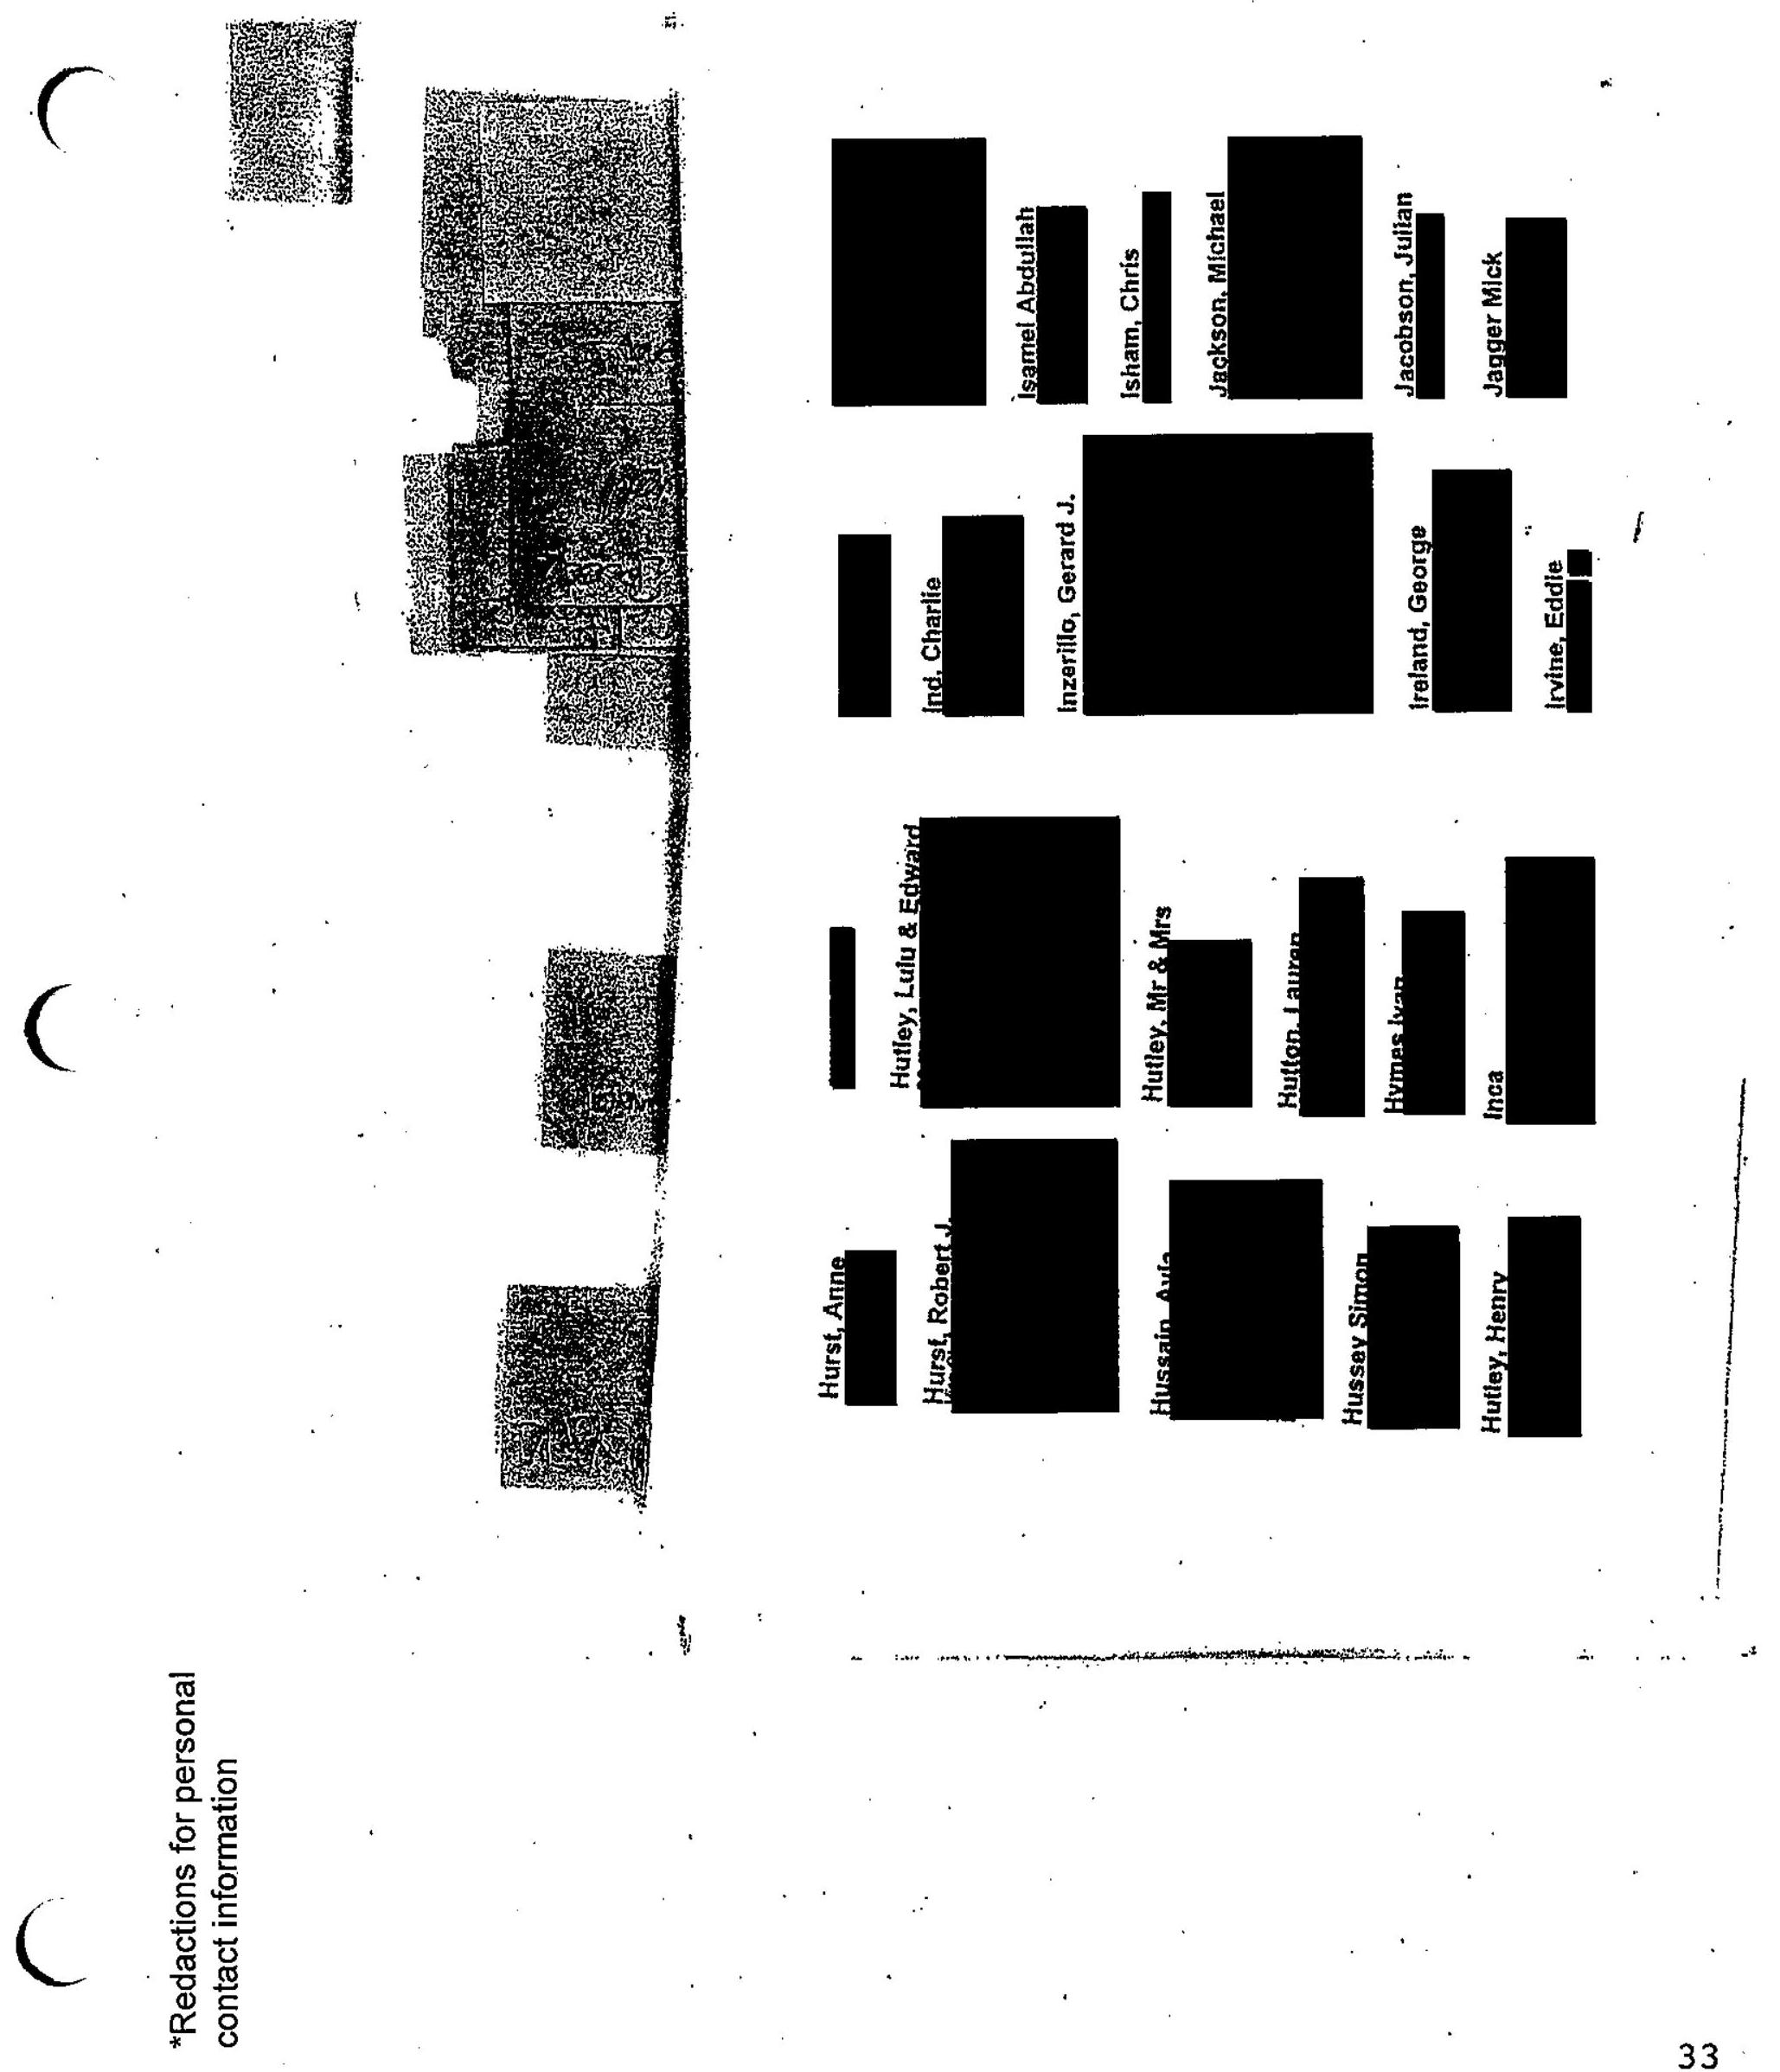 *Redactions for personal
contact information
Hurst, Anne
Hurst, Robert J.
Hussain, Ayla
Hussey Simon
Hutley, Henry
Hutley, Lulu & Edward
Hutley, Mr & Mrs
Hutton, Lauren
Hymas Ivan
Inca
Ind, Charlie
Inzerillo, Gerard J.
Ireland, George
Irvine, Eddie
Isamel Abdullah
Isham, Chris
Jackson, Michael
Jacobson, Julian
Jagger Mick
33